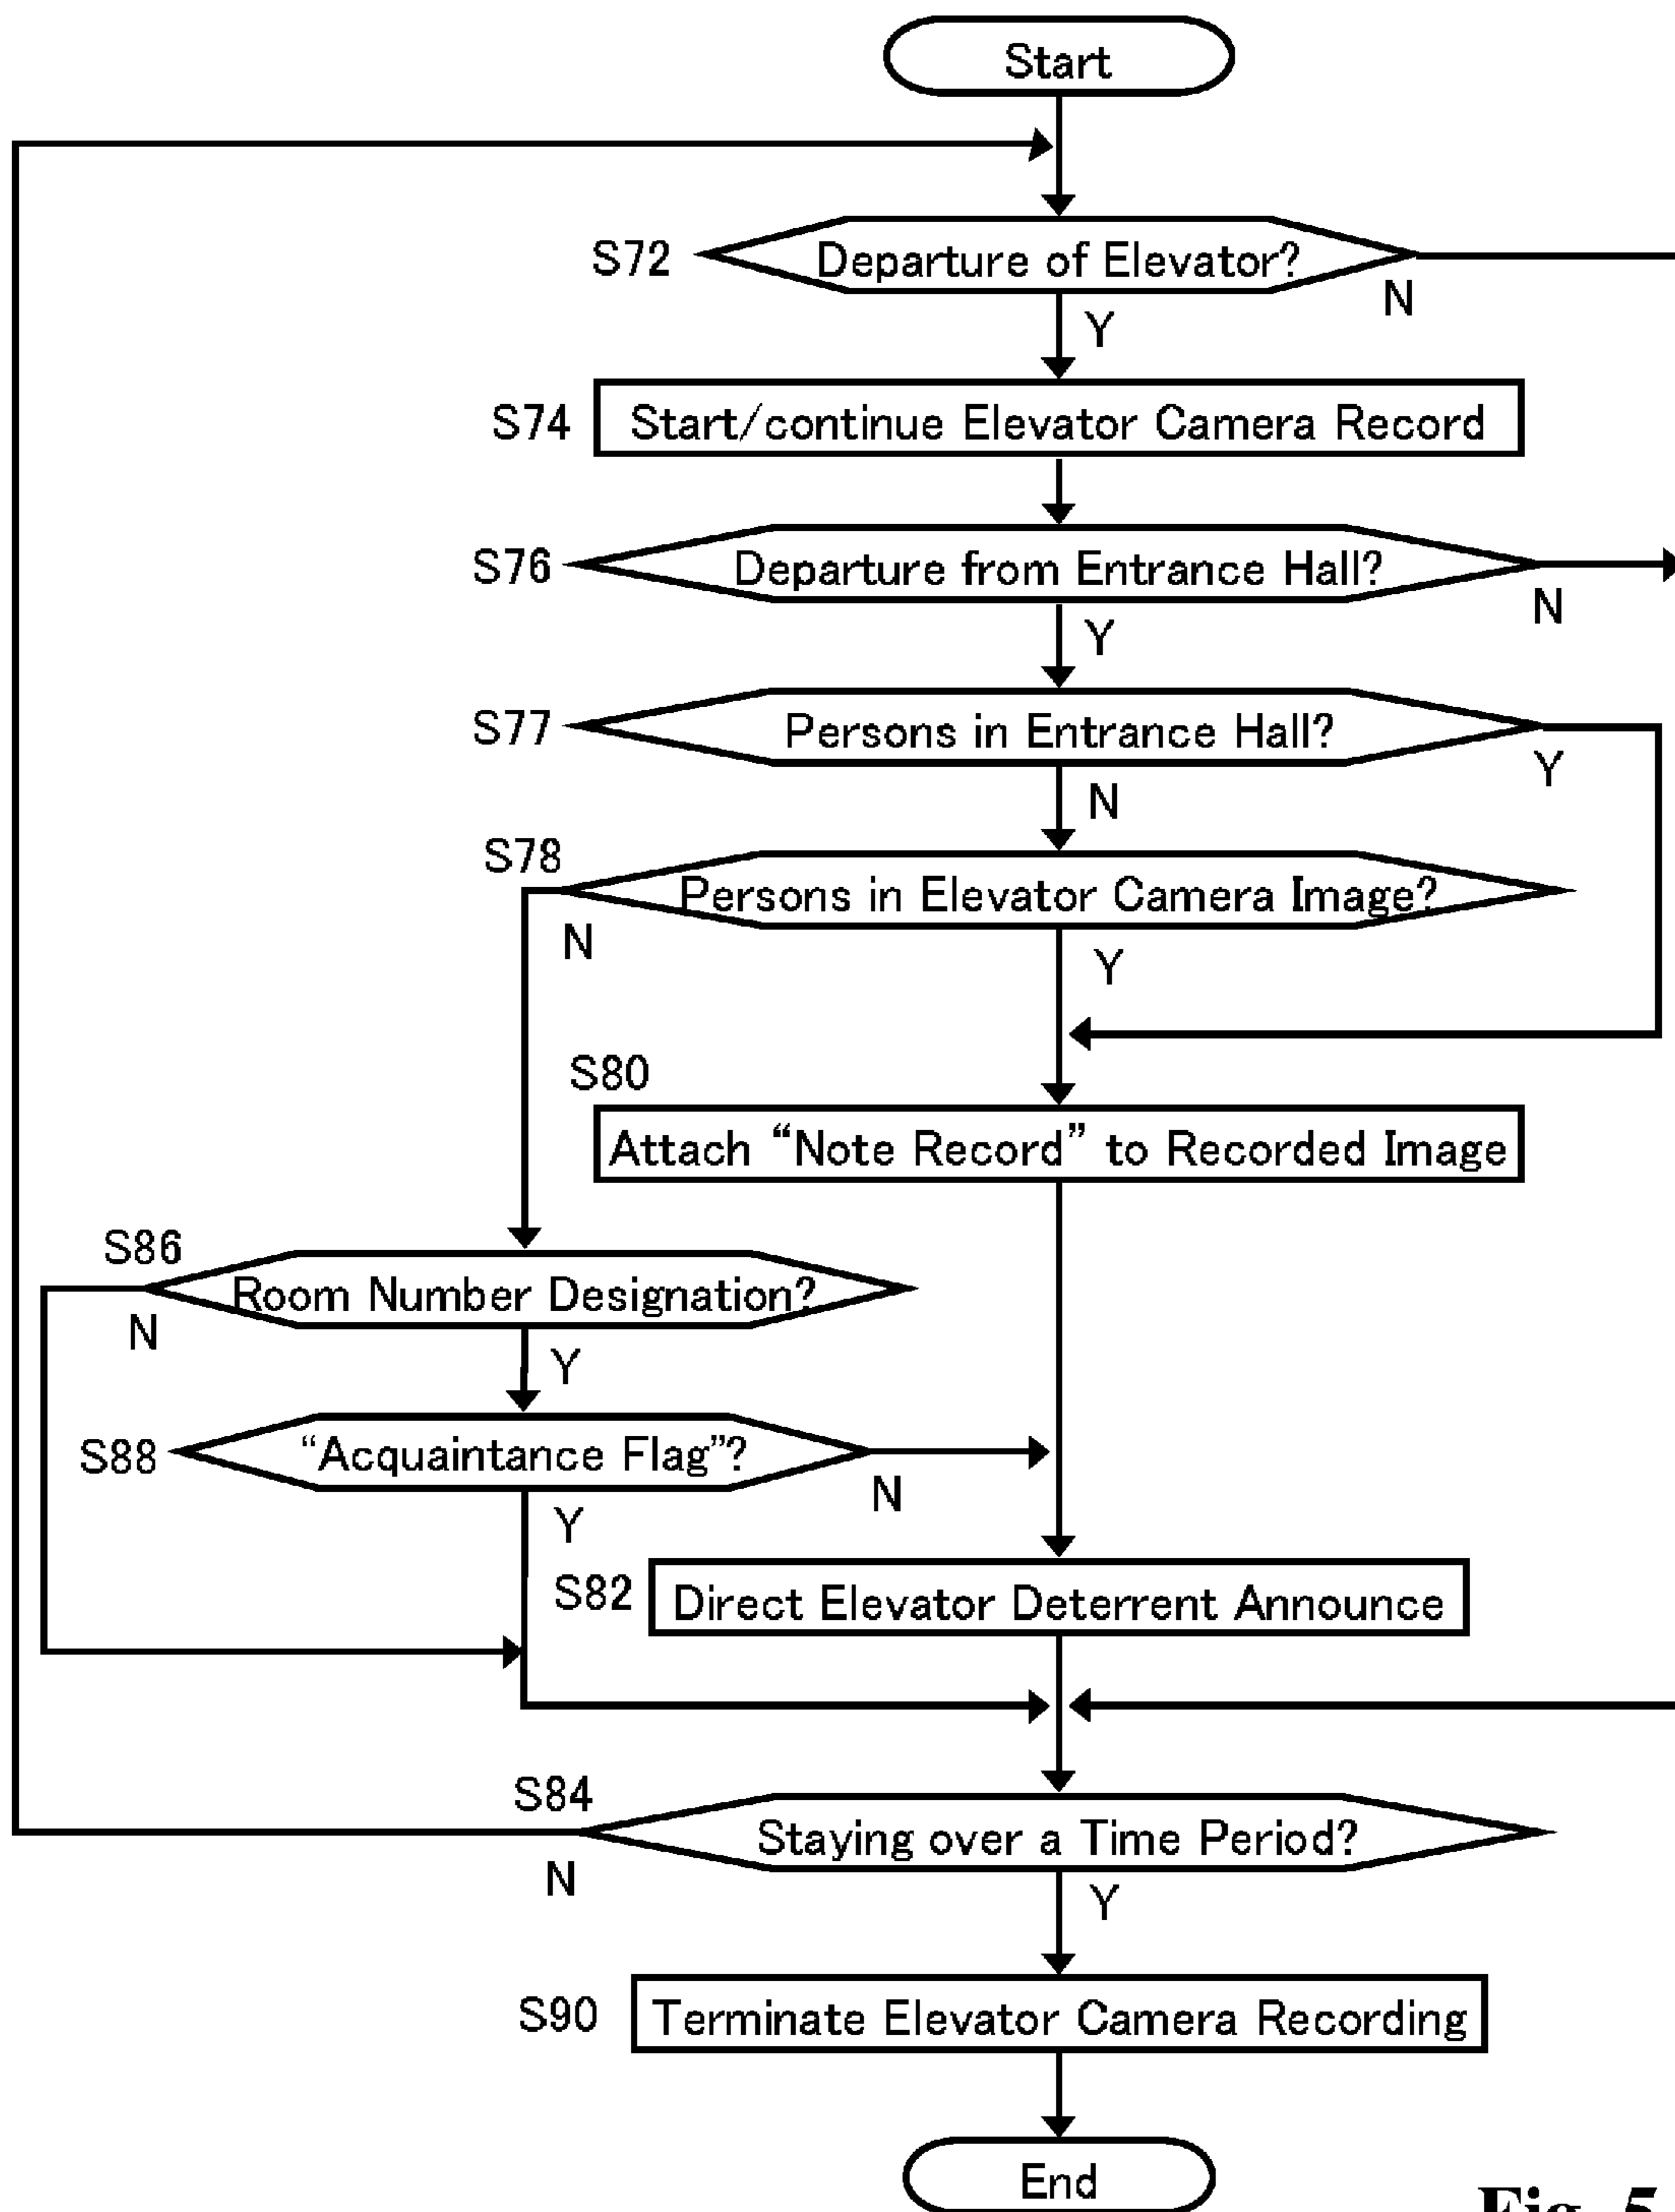 Start
S72
Departure of Elevator?
N
Y
S74
Start/continue Elevator Camera Record
S76
Departure from Entrance Hall?
N
Y
S77
Persons in Entrance Hall?
Y
N
S78
Persons in Elevator Camera Image?
N
Y
S80
Attach “Note Record” to Recorded Image
S86
Room Number Designation?
N
Y
S88
“Acquaintance Flag”?
N
Y
S82
Direct Elevator Deterrent Announce
S84
Staying over a Time Period?
N
Y
S90
Terminate Elevator Camera Recording
End
Fig. 5